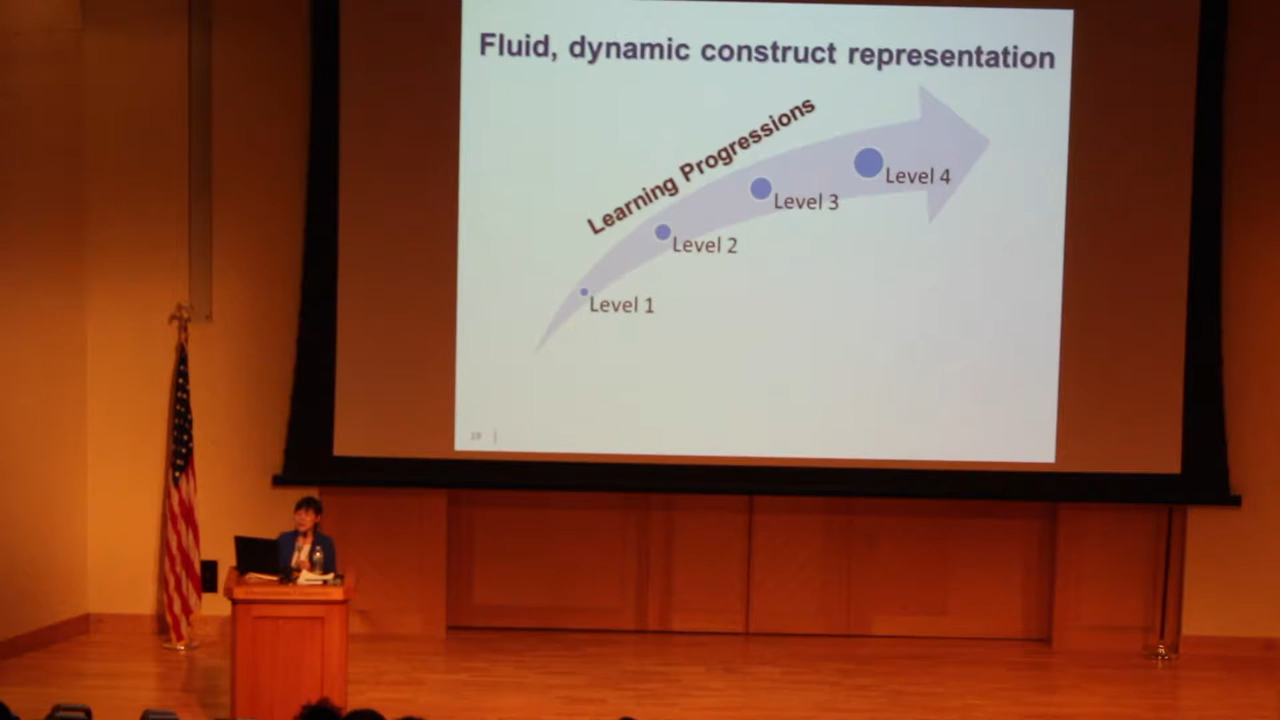 Fluid, dynamic construct representation
Learning Progressions
Level 4
Level 3
Level 2
Level 1